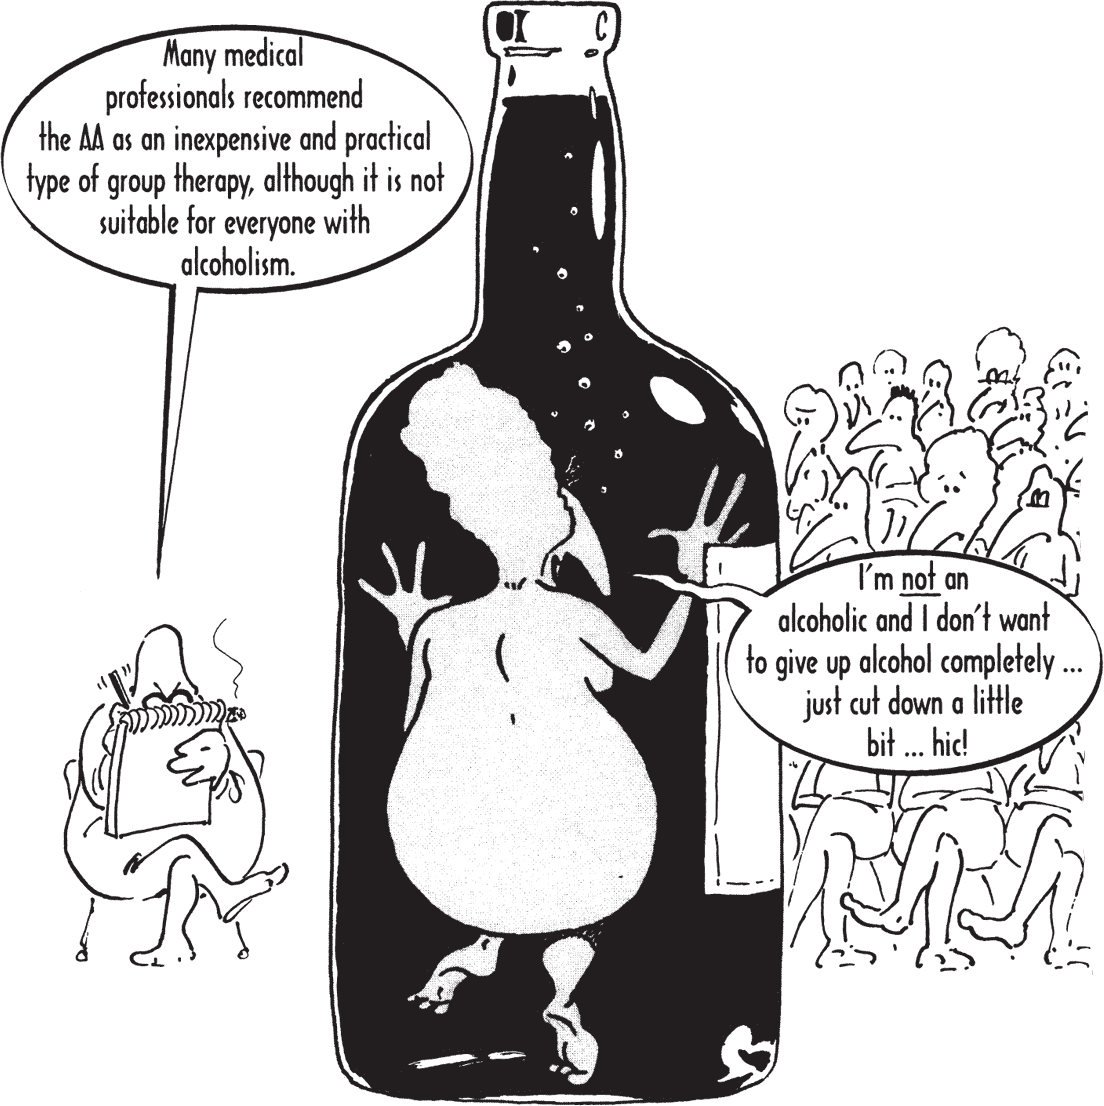 Many medical
professionals recommend
the AA as an inexpensive and practical
type of group therapy, although it is not
suitable for everyone with
alcoholism.
I'm not an
alcoholic and I don't want
to give up alcohol completely ...
just cut down a little
bit ... hic!